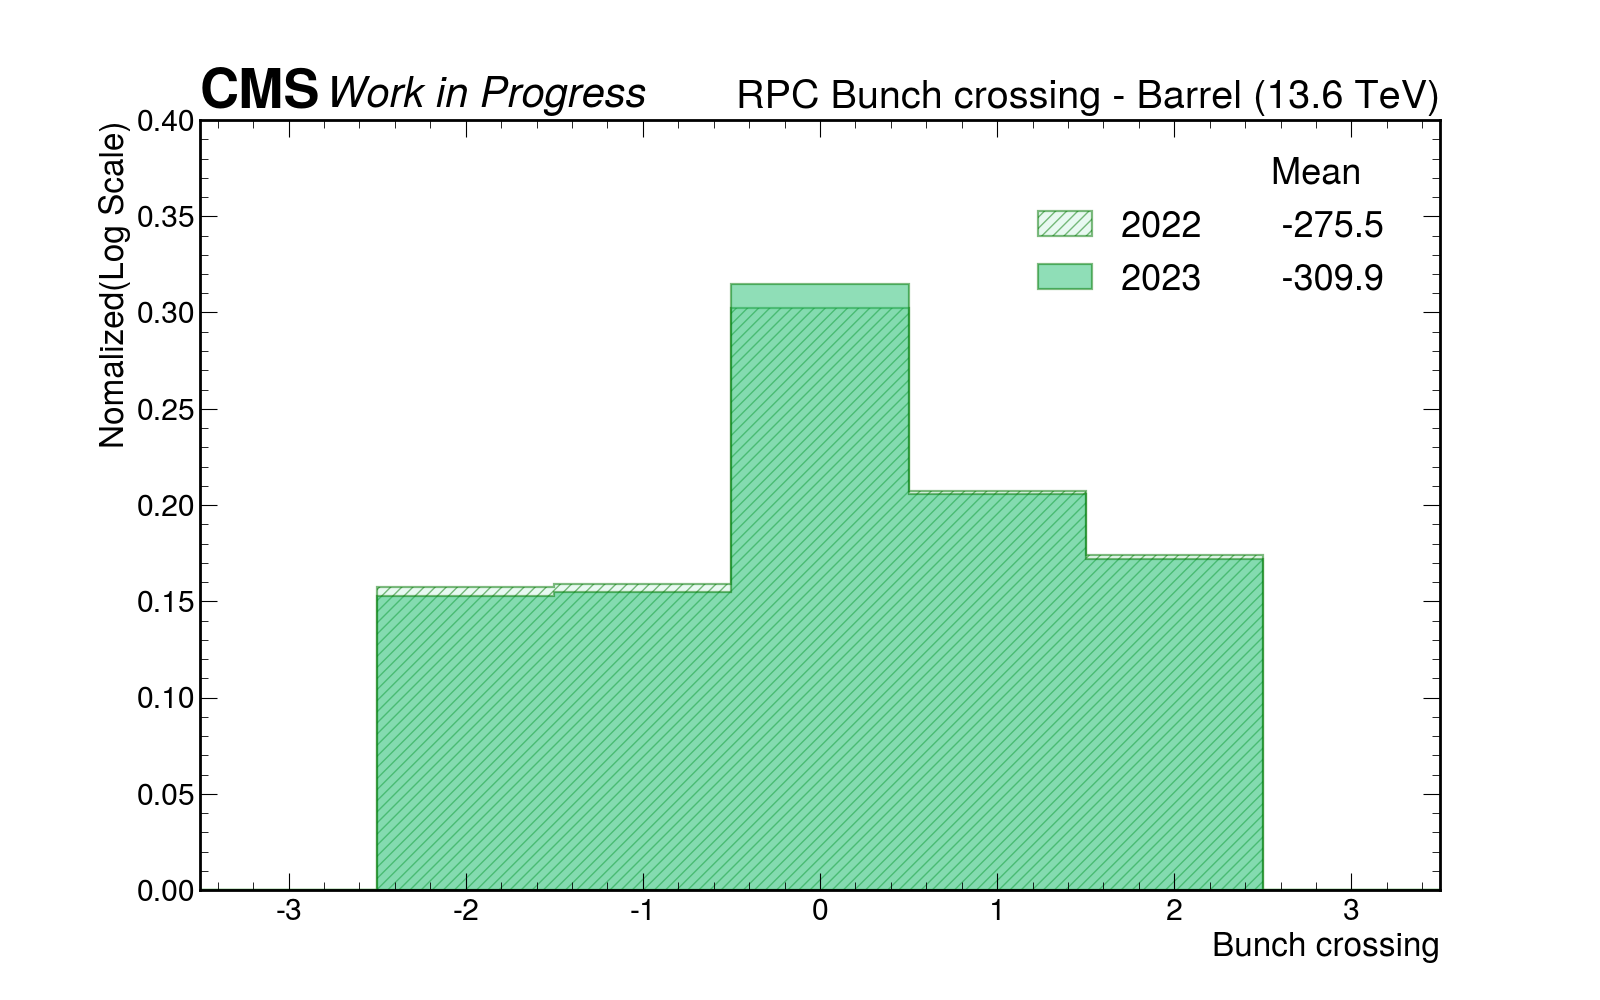 CMS Work in Progress RPC Bunch crossing - Barrel (13.6 TeV)
Nomalized(Log Scale)
0.40
0.35
0.30
0.25
0.20
0.15
0.10
0.05
0.00
Mean
2022 -275.5
2023 -309.9
-3 -2 -1 0 1 2 3
Bunch crossing